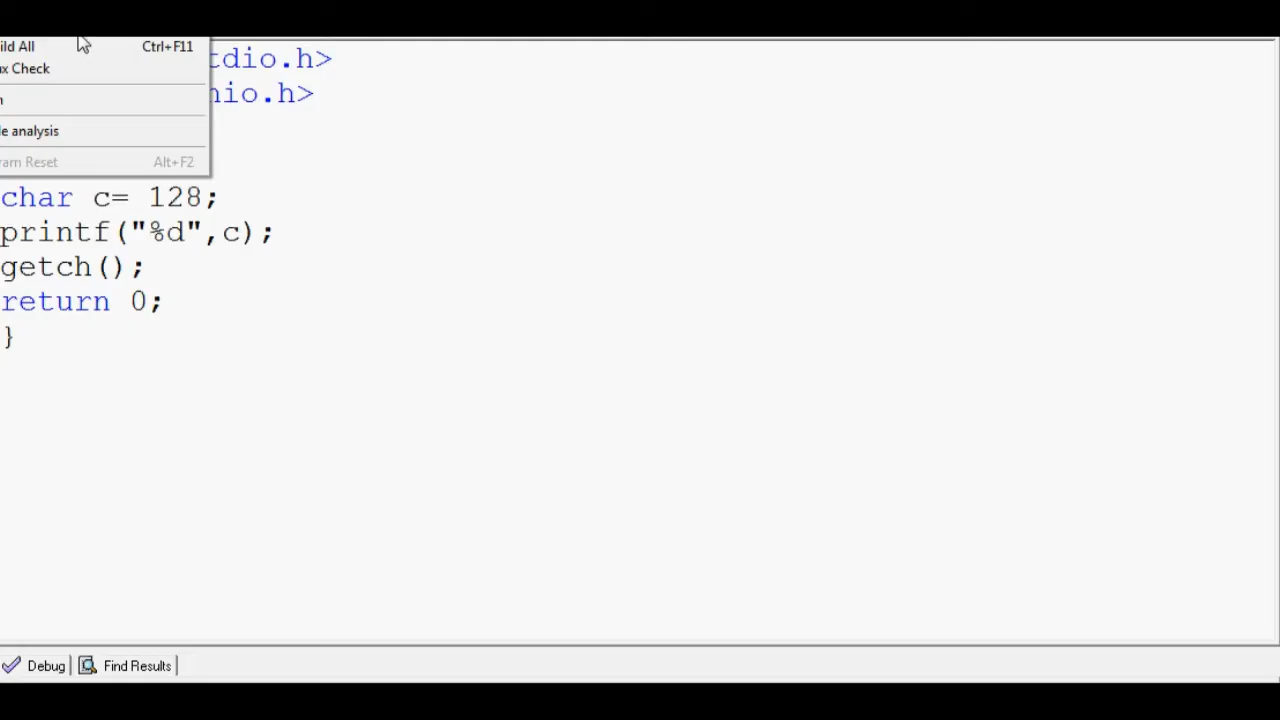 ild All Ctrl+F11
x Check
tdio.h>
nio.h>
n
le analysis
ram Reset Alt+F2
char c= 128;
printf("%d",c);
getch();
return 0;
}
Debug Find Results